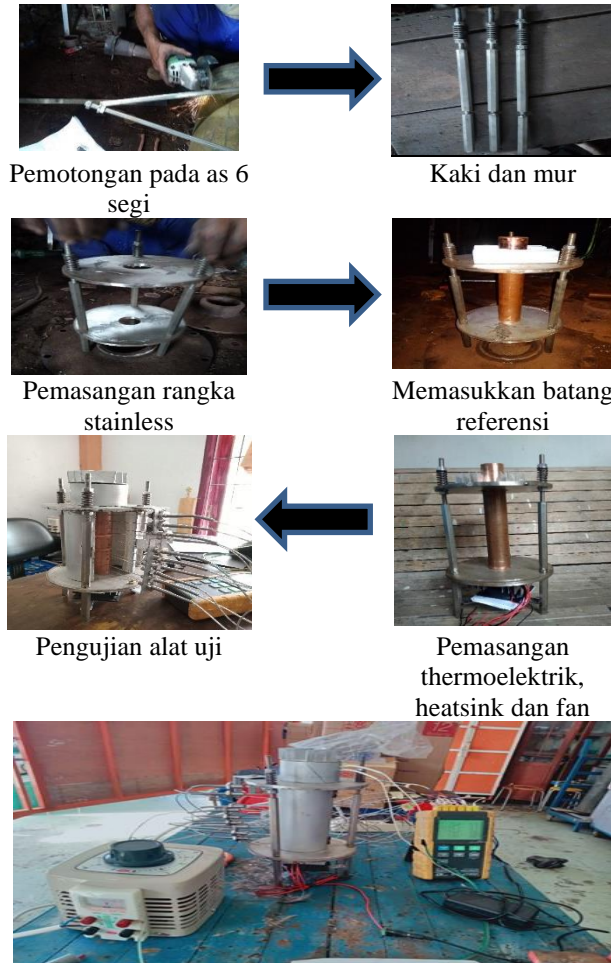 Pemotongan pada as 6
segi
Kaki dan mur
Pemasangan rangka
stainless
Memasukkan batang
referensi
Pengujian alat uji
Pemasangan
thermoelektrik,
heatsink dan fan